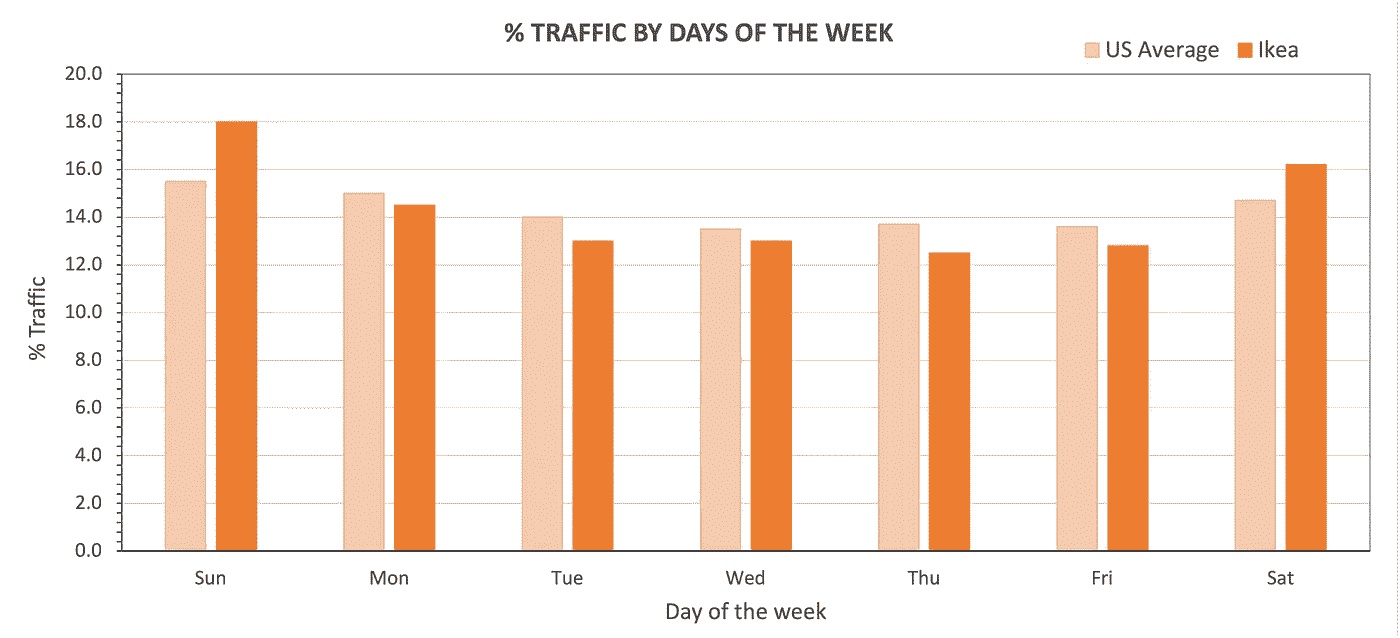 % TRAFFIC BY DAYS OF THE WEEK
US Average Ikea
20.0
18.0
16.0
14.0
12.0
10.0
8.0
6.0
4.0
2.0
0.0
% Traffic
Sun Mon Tue Wed Thu Fri Sat
Day of the week